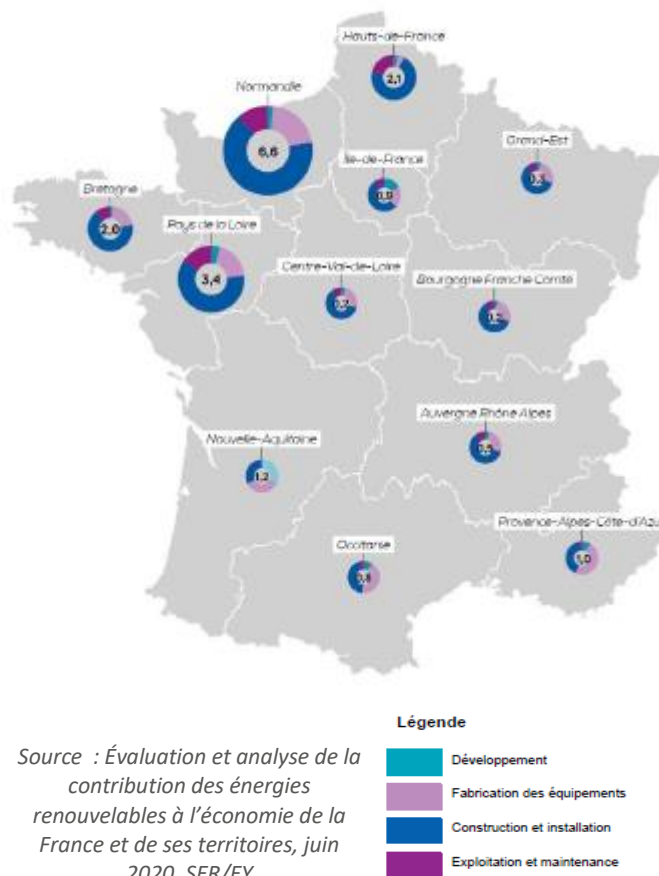 Hauts-de-France
2,1
Normandie
6,6
Île-de-France
Grand-Est
0,3
Bretagne
2,0
Pays de la Loire
3,4
Centre-Val-de-Loire
Bourgogne Franche Comté
Auvergne Rhône Alpes
Nouvelle-Aquitaine
1,2
Provence-Alpes-Côte-d'Azu
1,0
Occitanie
Légende
Développement
Fabrication des équipements
Construction et installation
Exploitation et maintenance
Source : Évaluation et analyse de la
contribution des énergies
renouvelables à l'économie de la
France et de ses territoires, juin
2020, SER/EY